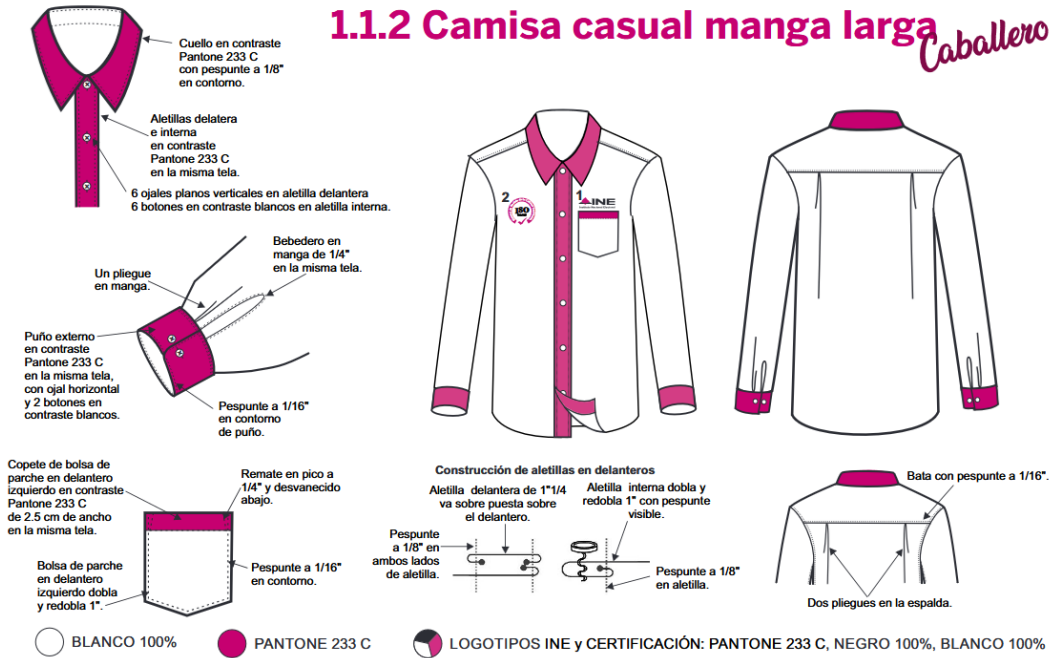 1.1.2 Camisa casual manga larga
Caballero
Cuello en contraste
Pantone 233 C
con pespunte a 1/8"
en contorno.
Aletillas delatera
e interna
en contraste
Pantone 233 C
en la misma tela.
6 ojales planos verticales en aletilla delantera
6 botones en contraste blancos en aletilla interna.
Bebedero en
manga de 1/4"
en la misma tela.
Un pliegue
en manga.
Puño externo
en contraste
Pantone 233 C
en la misma tela,
con ojal horizontal
y 2 botones en
contraste blancos.
Pespunte a 1/16"
en contorno
de puño.
2
ISO
1
INE
Copete de bolsa de
parche en delantero
izquierdo en contraste
Pantone 233 C
de 2.5 cm de ancho
en la misma tela.
Remate en pico a
1/4" y desvanecido
abajo.
Bolsa de parche
en delantero
izquierdo dobla
y redobla 1".
Pespunte a 1/16"
en contorno.
Construcción de aletillas en delanteros
Aletilla delantera de 1"1/4
va sobre puesta sobre
el delantero.
Aletilla interna dobla y
redobla 1" con pespunte
visible.
Pespunte
a 1/8" en
ambos lados
de aletilla.
Pespunte a 1/8"
en aletilla.
Bata con pespunte a 1/16".
Dos pliegues en la espalda.
BLANCO 100%
PANTONE 233 C
LOGOTIPOS INE y CERTIFICACIÓN: PANTONE 233 C, NEGRO 100%, BLANCO 100%